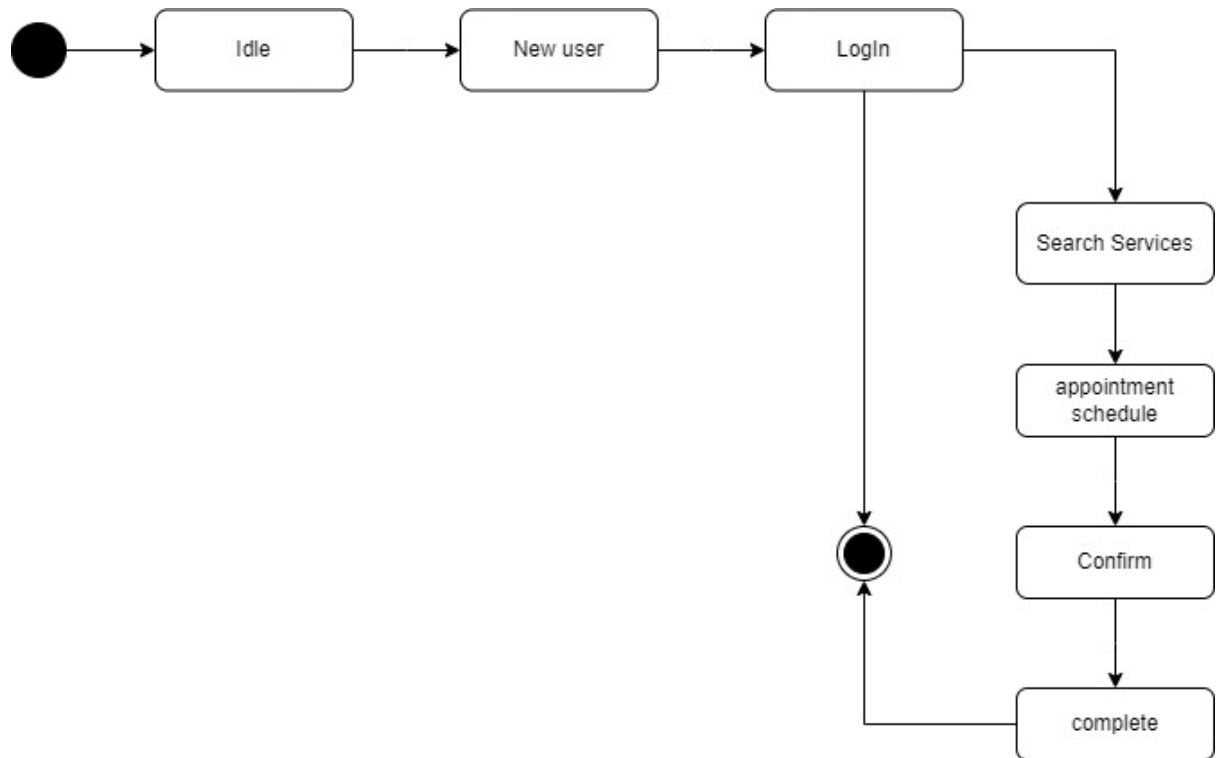 Idle
New user
LogIn
Search Services
appointment
schedule
Confirm
complete